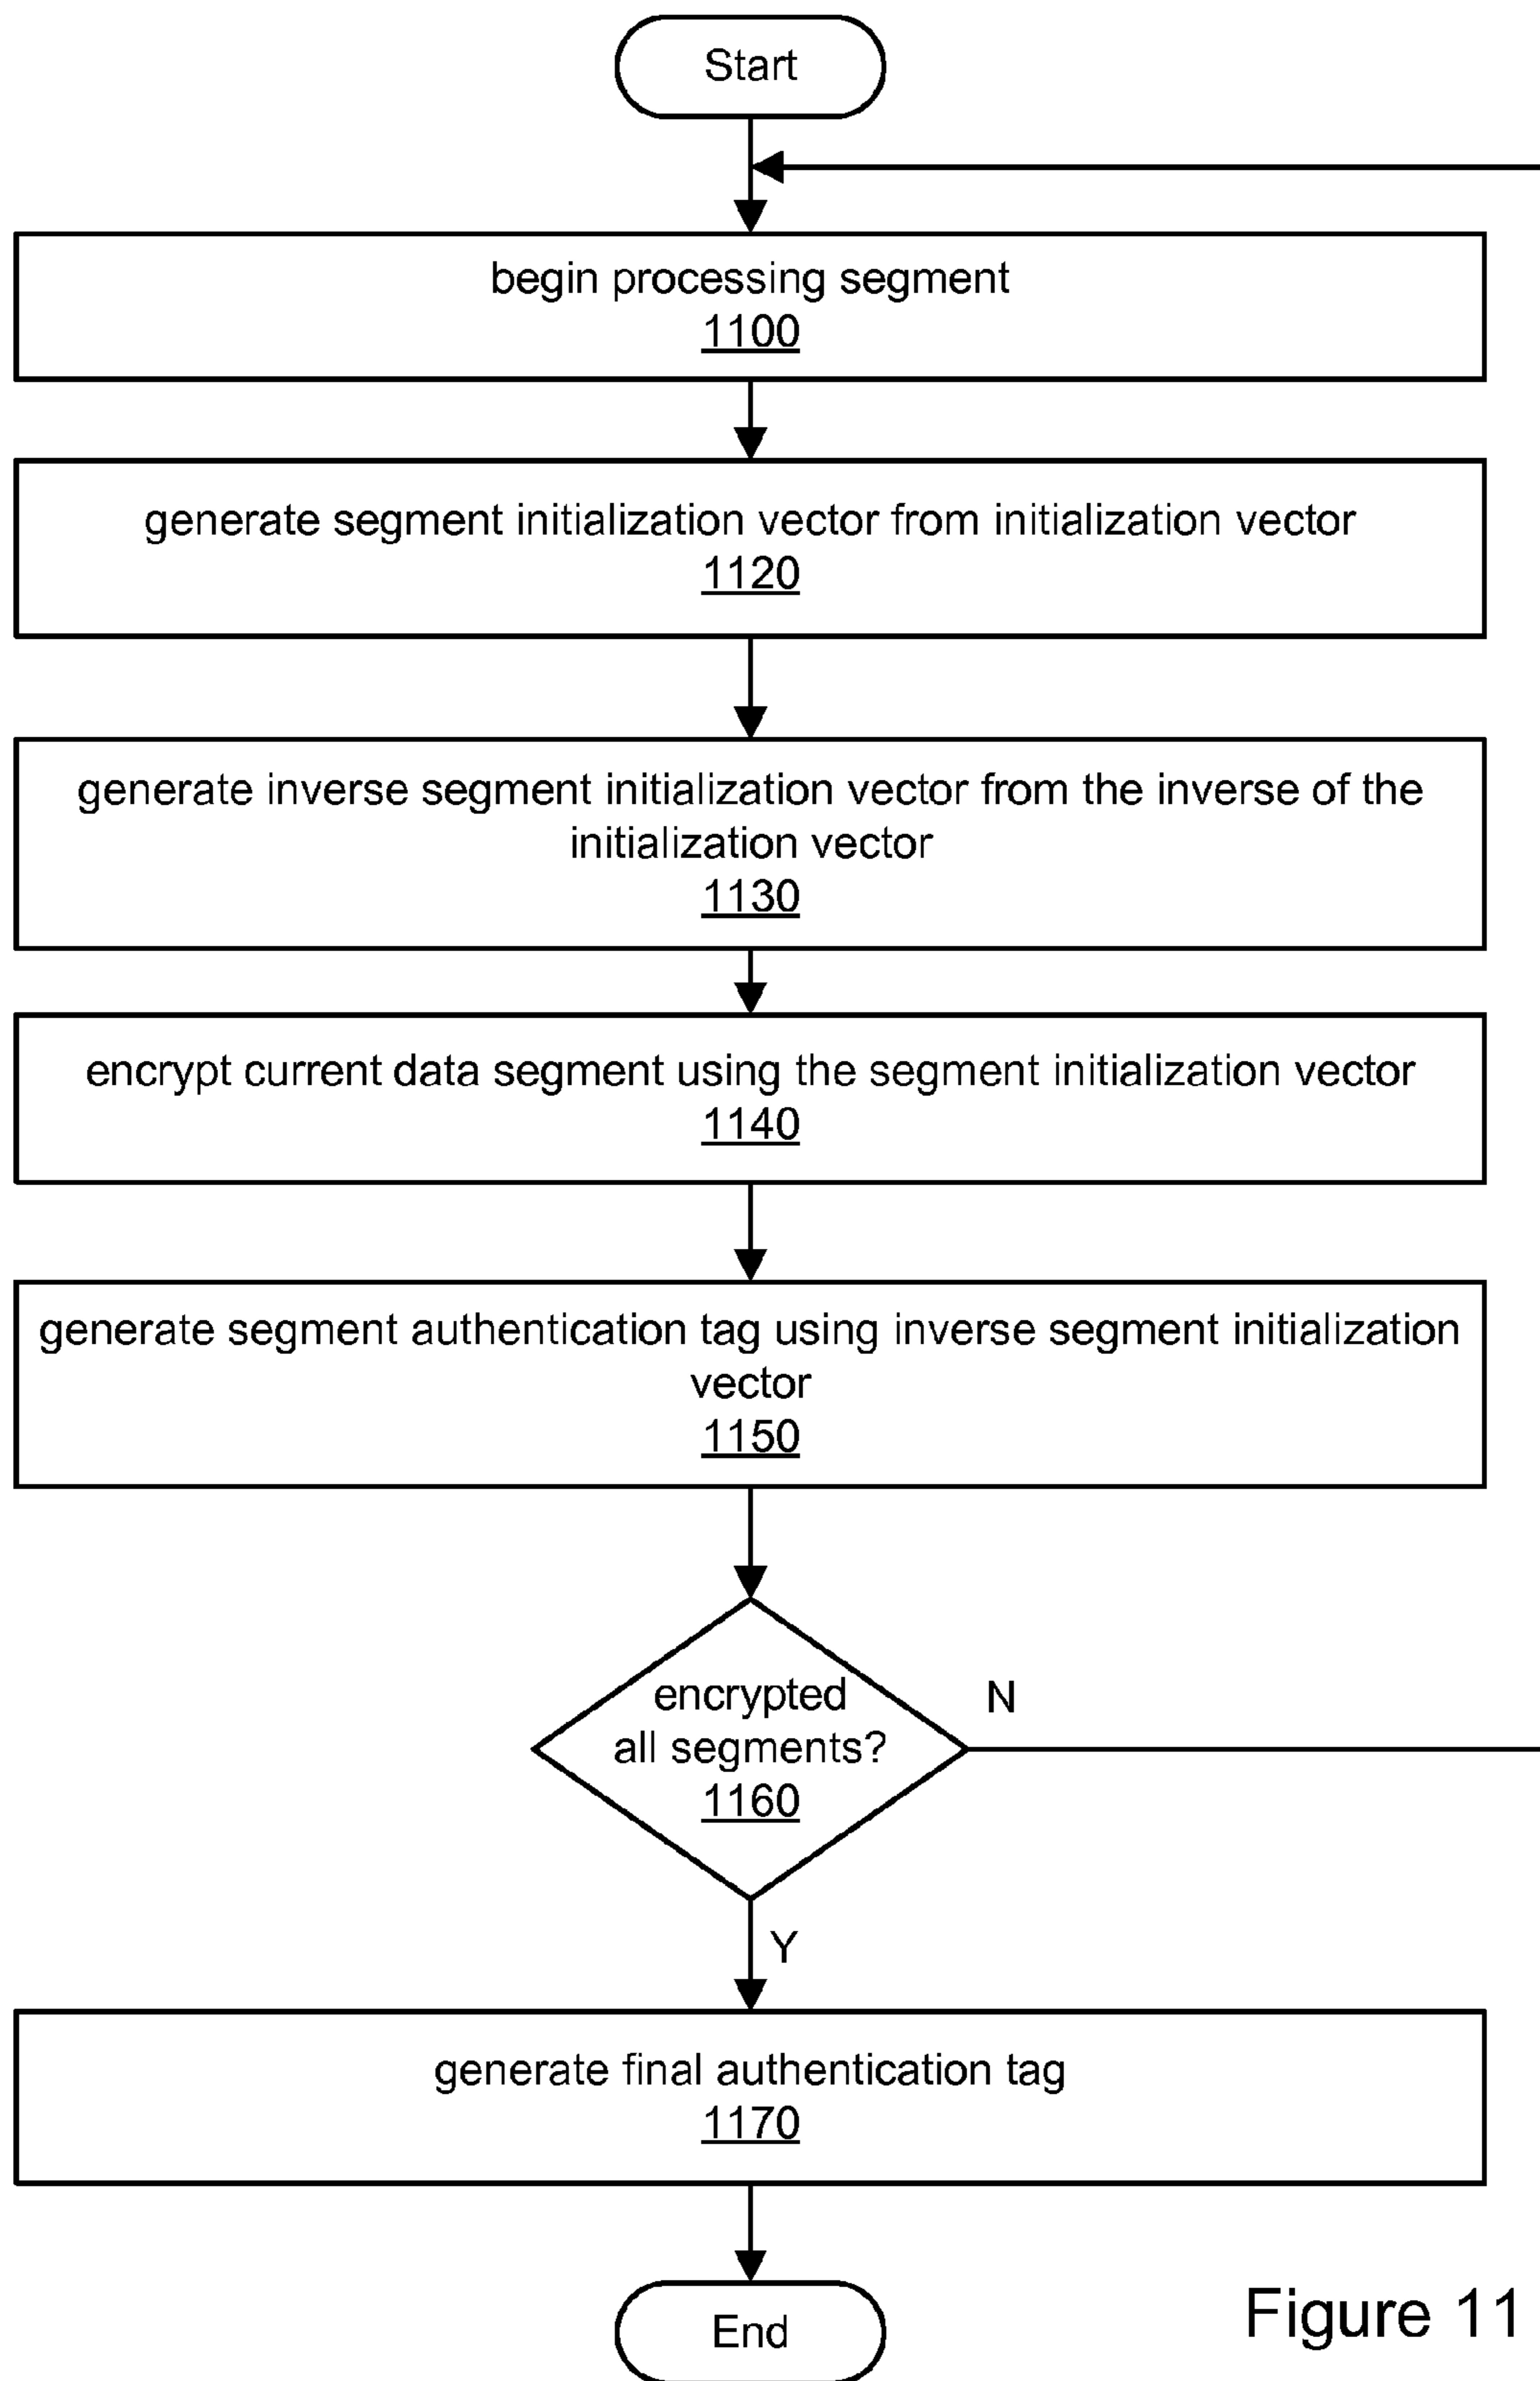 Start
begin processing segment
1100
generate segment initialization vector from initialization vector
1120
generate inverse segment initialization vector from the inverse of the
initialization vector
1130
encrypt current data segment using the segment initialization vector
1140
generate segment authentication tag using inverse segment initialization
vector
1150
encrypted
all segments?
1160
N
Y
generate final authentication tag
1170
End
Figure 11